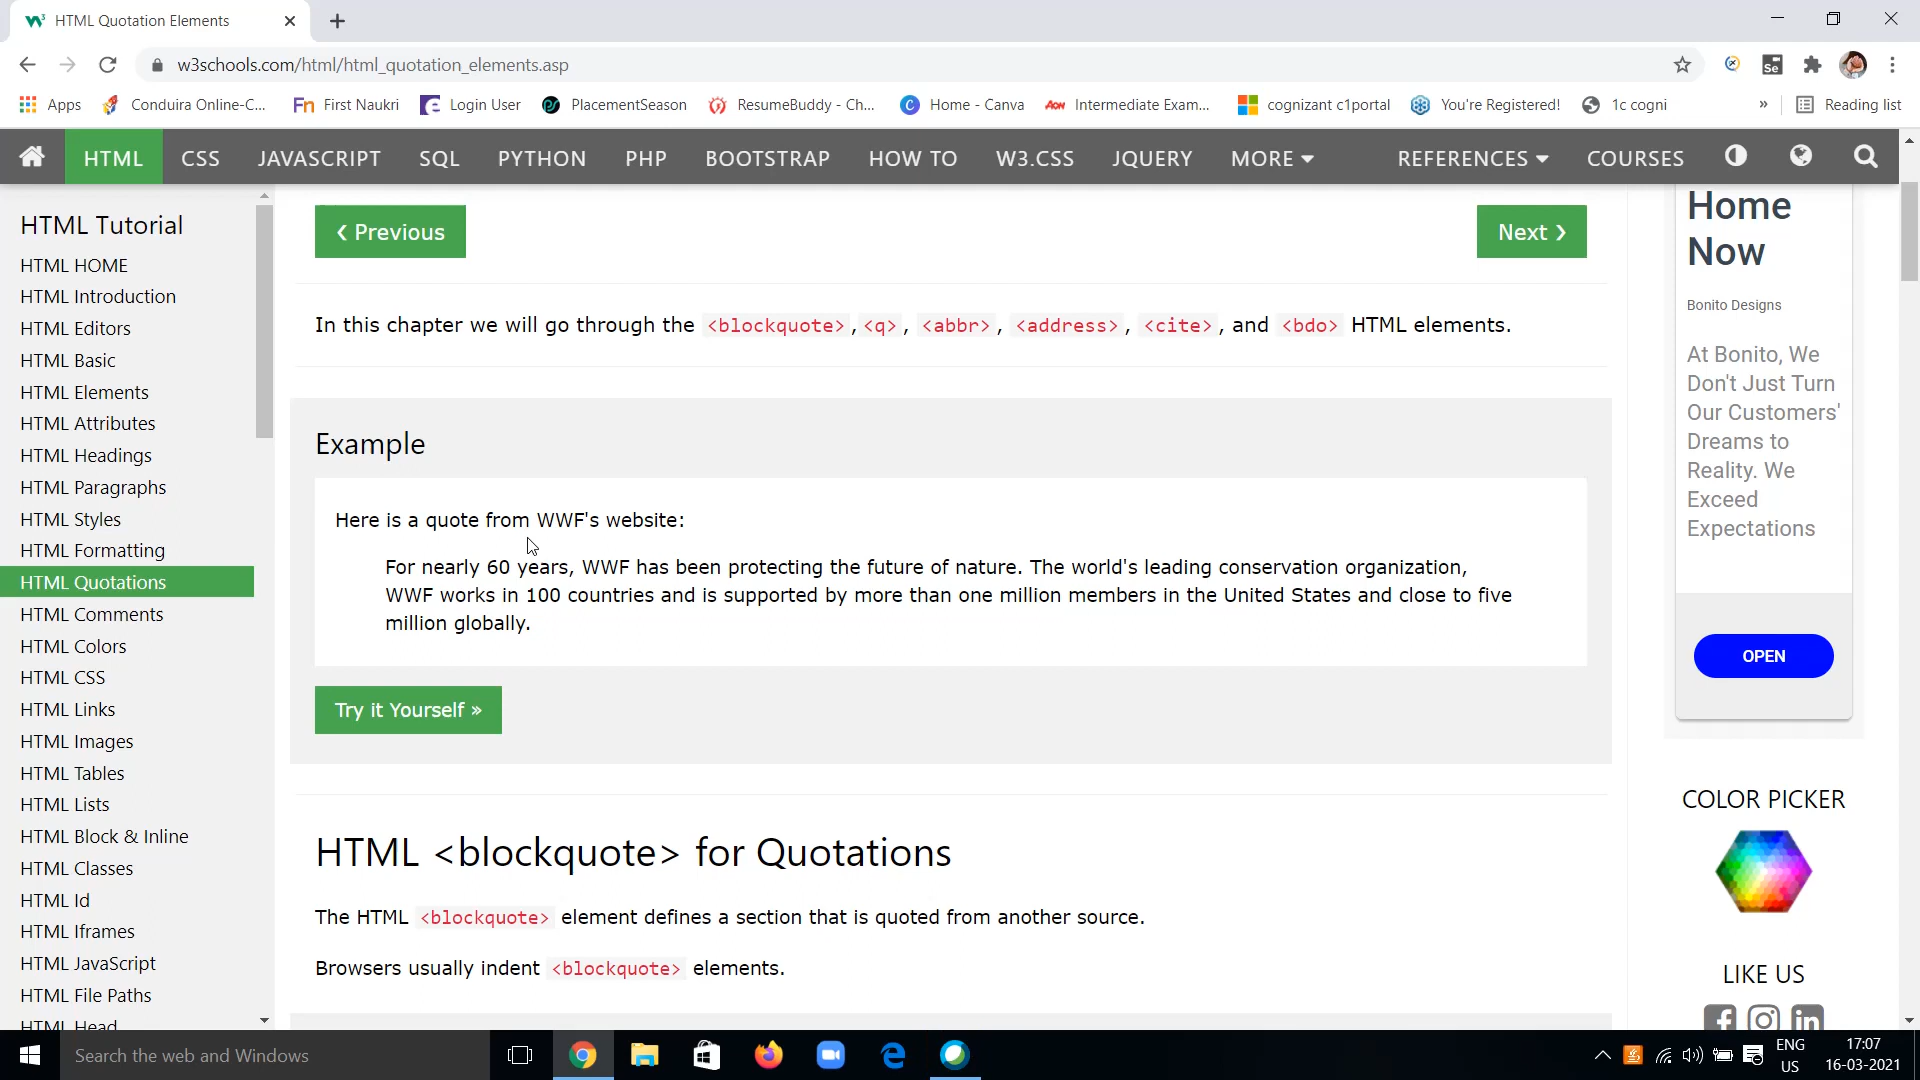 HTML Quotation Elements
w3schools.com/html/html_quotation_elements.asp
Apps
Conduira Online-C...
First Naukri
Login User
PlacementSeason
ResumeBuddy - Ch...
Home - Canva
Intermediate Exam...
cognizant c1portal
You're Registered!
1c cogni
»
Reading list
HTML
CSS
JAVASCRIPT
SQL
PYTHON
PHP
BOOTSTRAP
HOW TO
W3.CSS
JQUERY
MORE
REFERENCES
COURSES
HTML Tutorial
HTML HOME
HTML Introduction
HTML Editors
HTML Basic
HTML Elements
HTML Attributes
HTML Headings
HTML Paragraphs
HTML Styles
HTML Formatting
HTML Quotations
HTML Comments
HTML Colors
HTML CSS
HTML Links
HTML Images
HTML Tables
HTML Lists
HTML Block & Inline
HTML Classes
HTML Id
HTML Iframes
HTML JavaScript
HTML File Paths
HTML Head
❮ Previous
Next ❯
In this chapter we will go through the <blockquote>,<q>, <abbr>, <address>, <cite>, and <bdo> HTML elements.
Example
Here is a quote from WWF's website:
For nearly 60 years, WWF has been protecting the future of nature. The world's leading conservation organization,
WWF works in 100 countries and is supported by more than one million members in the United States and close to five
million globally.
Try it Yourself »
HTML <blockquote> for Quotations
The HTML <blockquote> element defines a section that is quoted from another source.
Browsers usually indent <blockquote> elements.
Home
Now
Bonito Designs
At Bonito, We
Don't Just Turn
Our Customers'
Dreams to
Reality. We
Exceed
Expectations
OPEN
COLOR PICKER
LIKE US
Search the web and Windows
ENG
US
17:07
16-03-2021